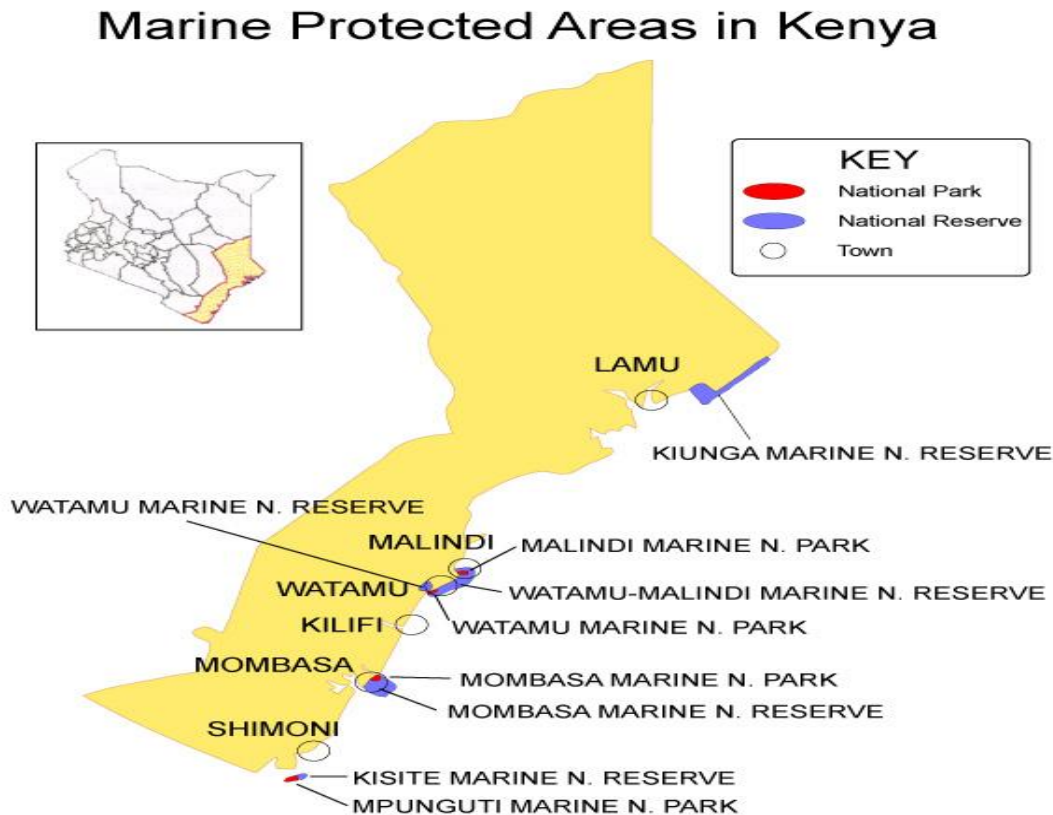 Marine Protected Areas in Kenya
KEY
National Park
National Reserve
Town
LAMU
KIUNGA MARINE N. RESERVE
WATAMU MARINE N. RESERVE
MALINDI
MALINDI MARINE N. PARK
WATAMU
WATAMU-MALINDI MARINE N. RESERVE
KILIFI
WATAMU MARINE N. PARK
MOMBASA
MOMBASA MARINE N. PARK
MOMBASA MARINE N. RESERVE
SHIMONI
KISITE MARINE N. RESERVE
MPUNGUTI MARINE N. PARK